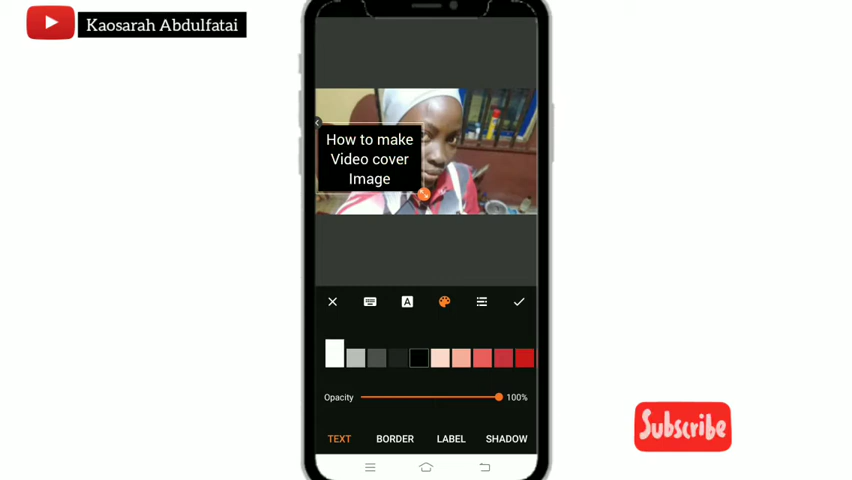 Kaosarah Abdulfatai
How to make
Video cover
Image
A
Opacity
100%
TEXT BORDER LABEL SHADOW
Subscribe